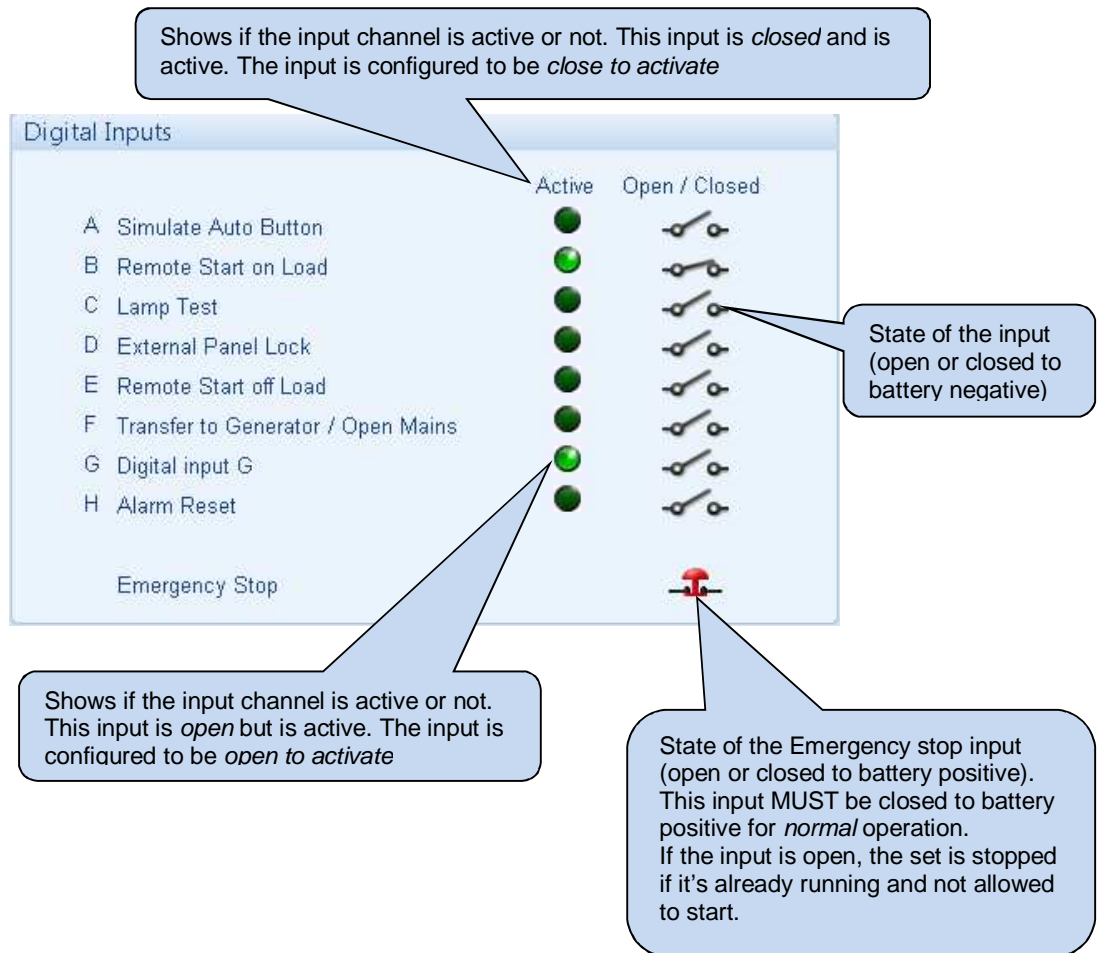 Shows if the input channel is active or not. This input is closed and is
active. The input is configured to be close to activate
Digital Inputs
Active Open / Closed
A Simulate Auto Button
B Remote Start on Load
C Lamp Test
D External Panel Lock
E Remote Start off Load
F Transfer to Generator / Open Mains
G Digital input G
H Alarm Reset
Emergency Stop
State of the input
(open or closed to
battery negative)
Shows if the input channel is active or not.
This input is open but is active. The input is
configured to be open to activate
State of the Emergency stop input
(open or closed to battery positive).
This input MUST be closed to battery
positive for normal operation.
If the input is open, the set is stopped
if it's already running and not allowed
to start.